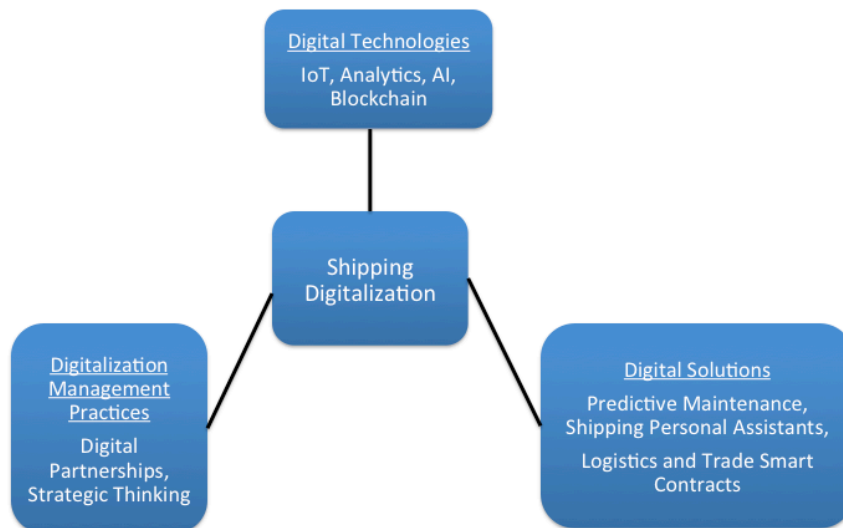 Digital Technologies
IoT, Analytics, AI,
Blockchain
Shipping
Digitalization
Digitalization
Management
Practices
Digital
Partnerships,
Strategic Thinking
Digital Solutions
Predictive Maintenance,
Shipping Personal Assistants,
Logistics and Trade Smart
Contracts